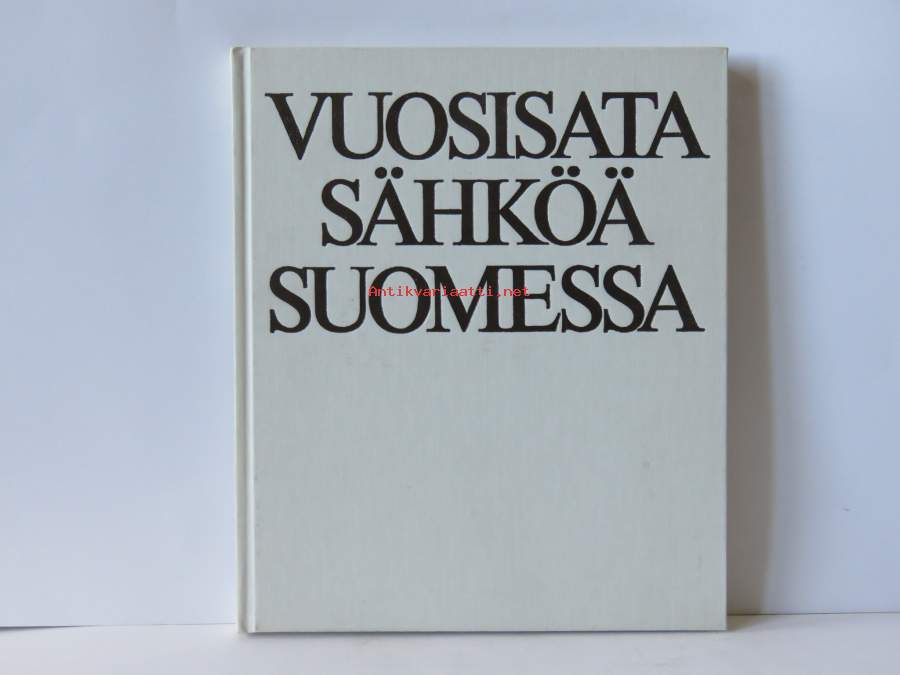 VUOSISATA
SÄHKÖÄ
SUOMESSA
Antikvariaatti.net